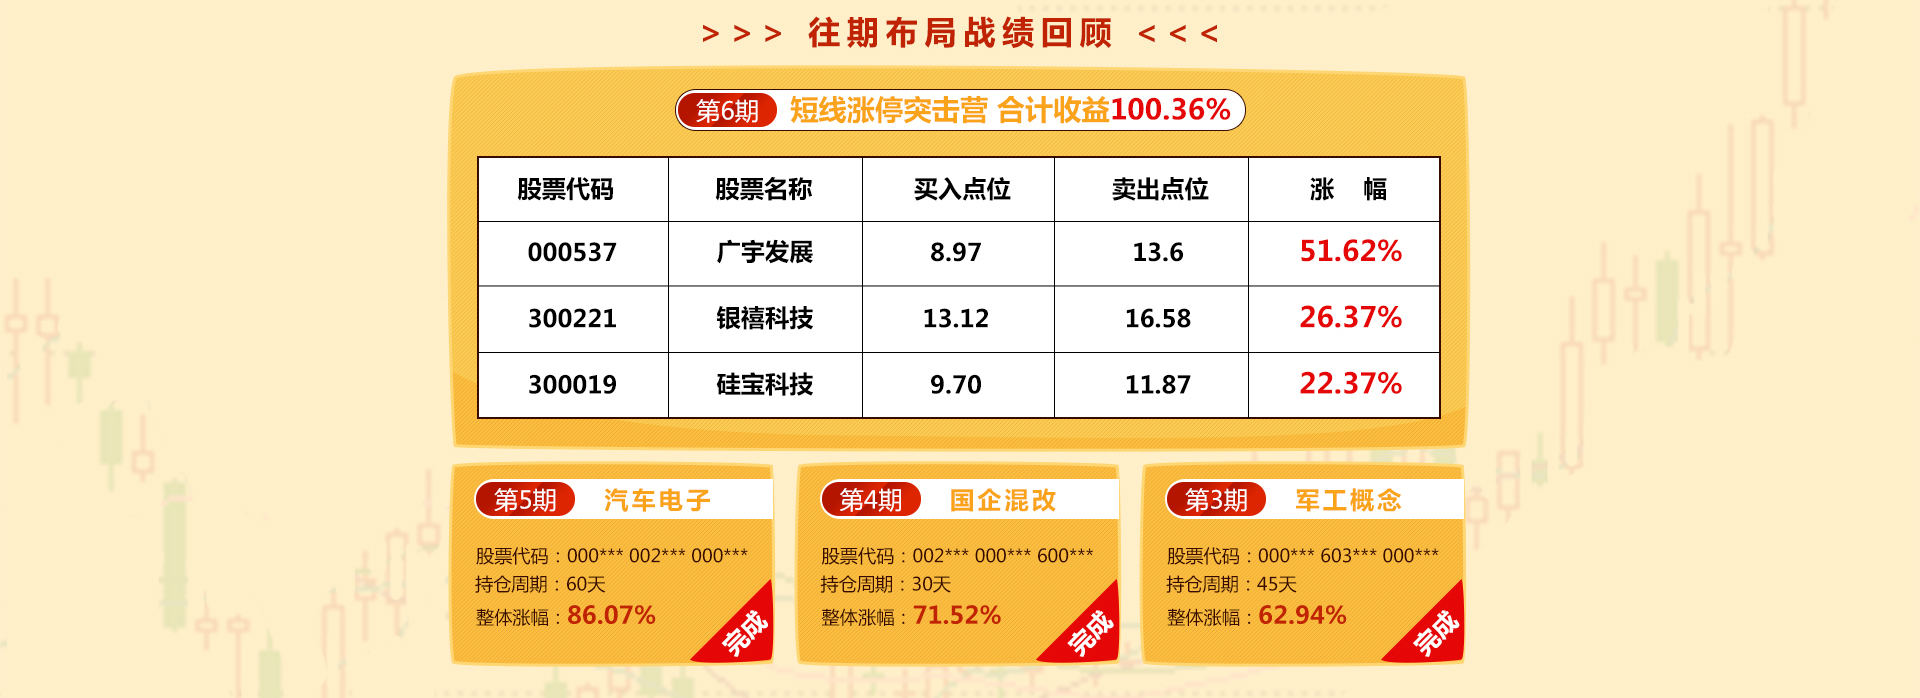 >>> 往期布局战绩回顾 <<<
第6期 短线涨停突击营 合计收益100.36%
股票代码 股票名称 买入点位 卖出点位 涨 幅
000537 广宇发展 8.97 13.6 51.62%
300221 银禧科技 13.12 16.58 26.37%
300019 硅宝科技 9.70 11.87 22.37%
第5期 汽车电子
股票代码：000*** 002*** 000***
持仓周期：60天
整体涨幅：86.07%
完成
第4期 国企混改
股票代码：002*** 000*** 600***
持仓周期：30天
整体涨幅：71.52%
完成
第3期 军工概念
股票代码：000*** 603*** 000***
持仓周期：45天
整体涨幅：62.94%
完成